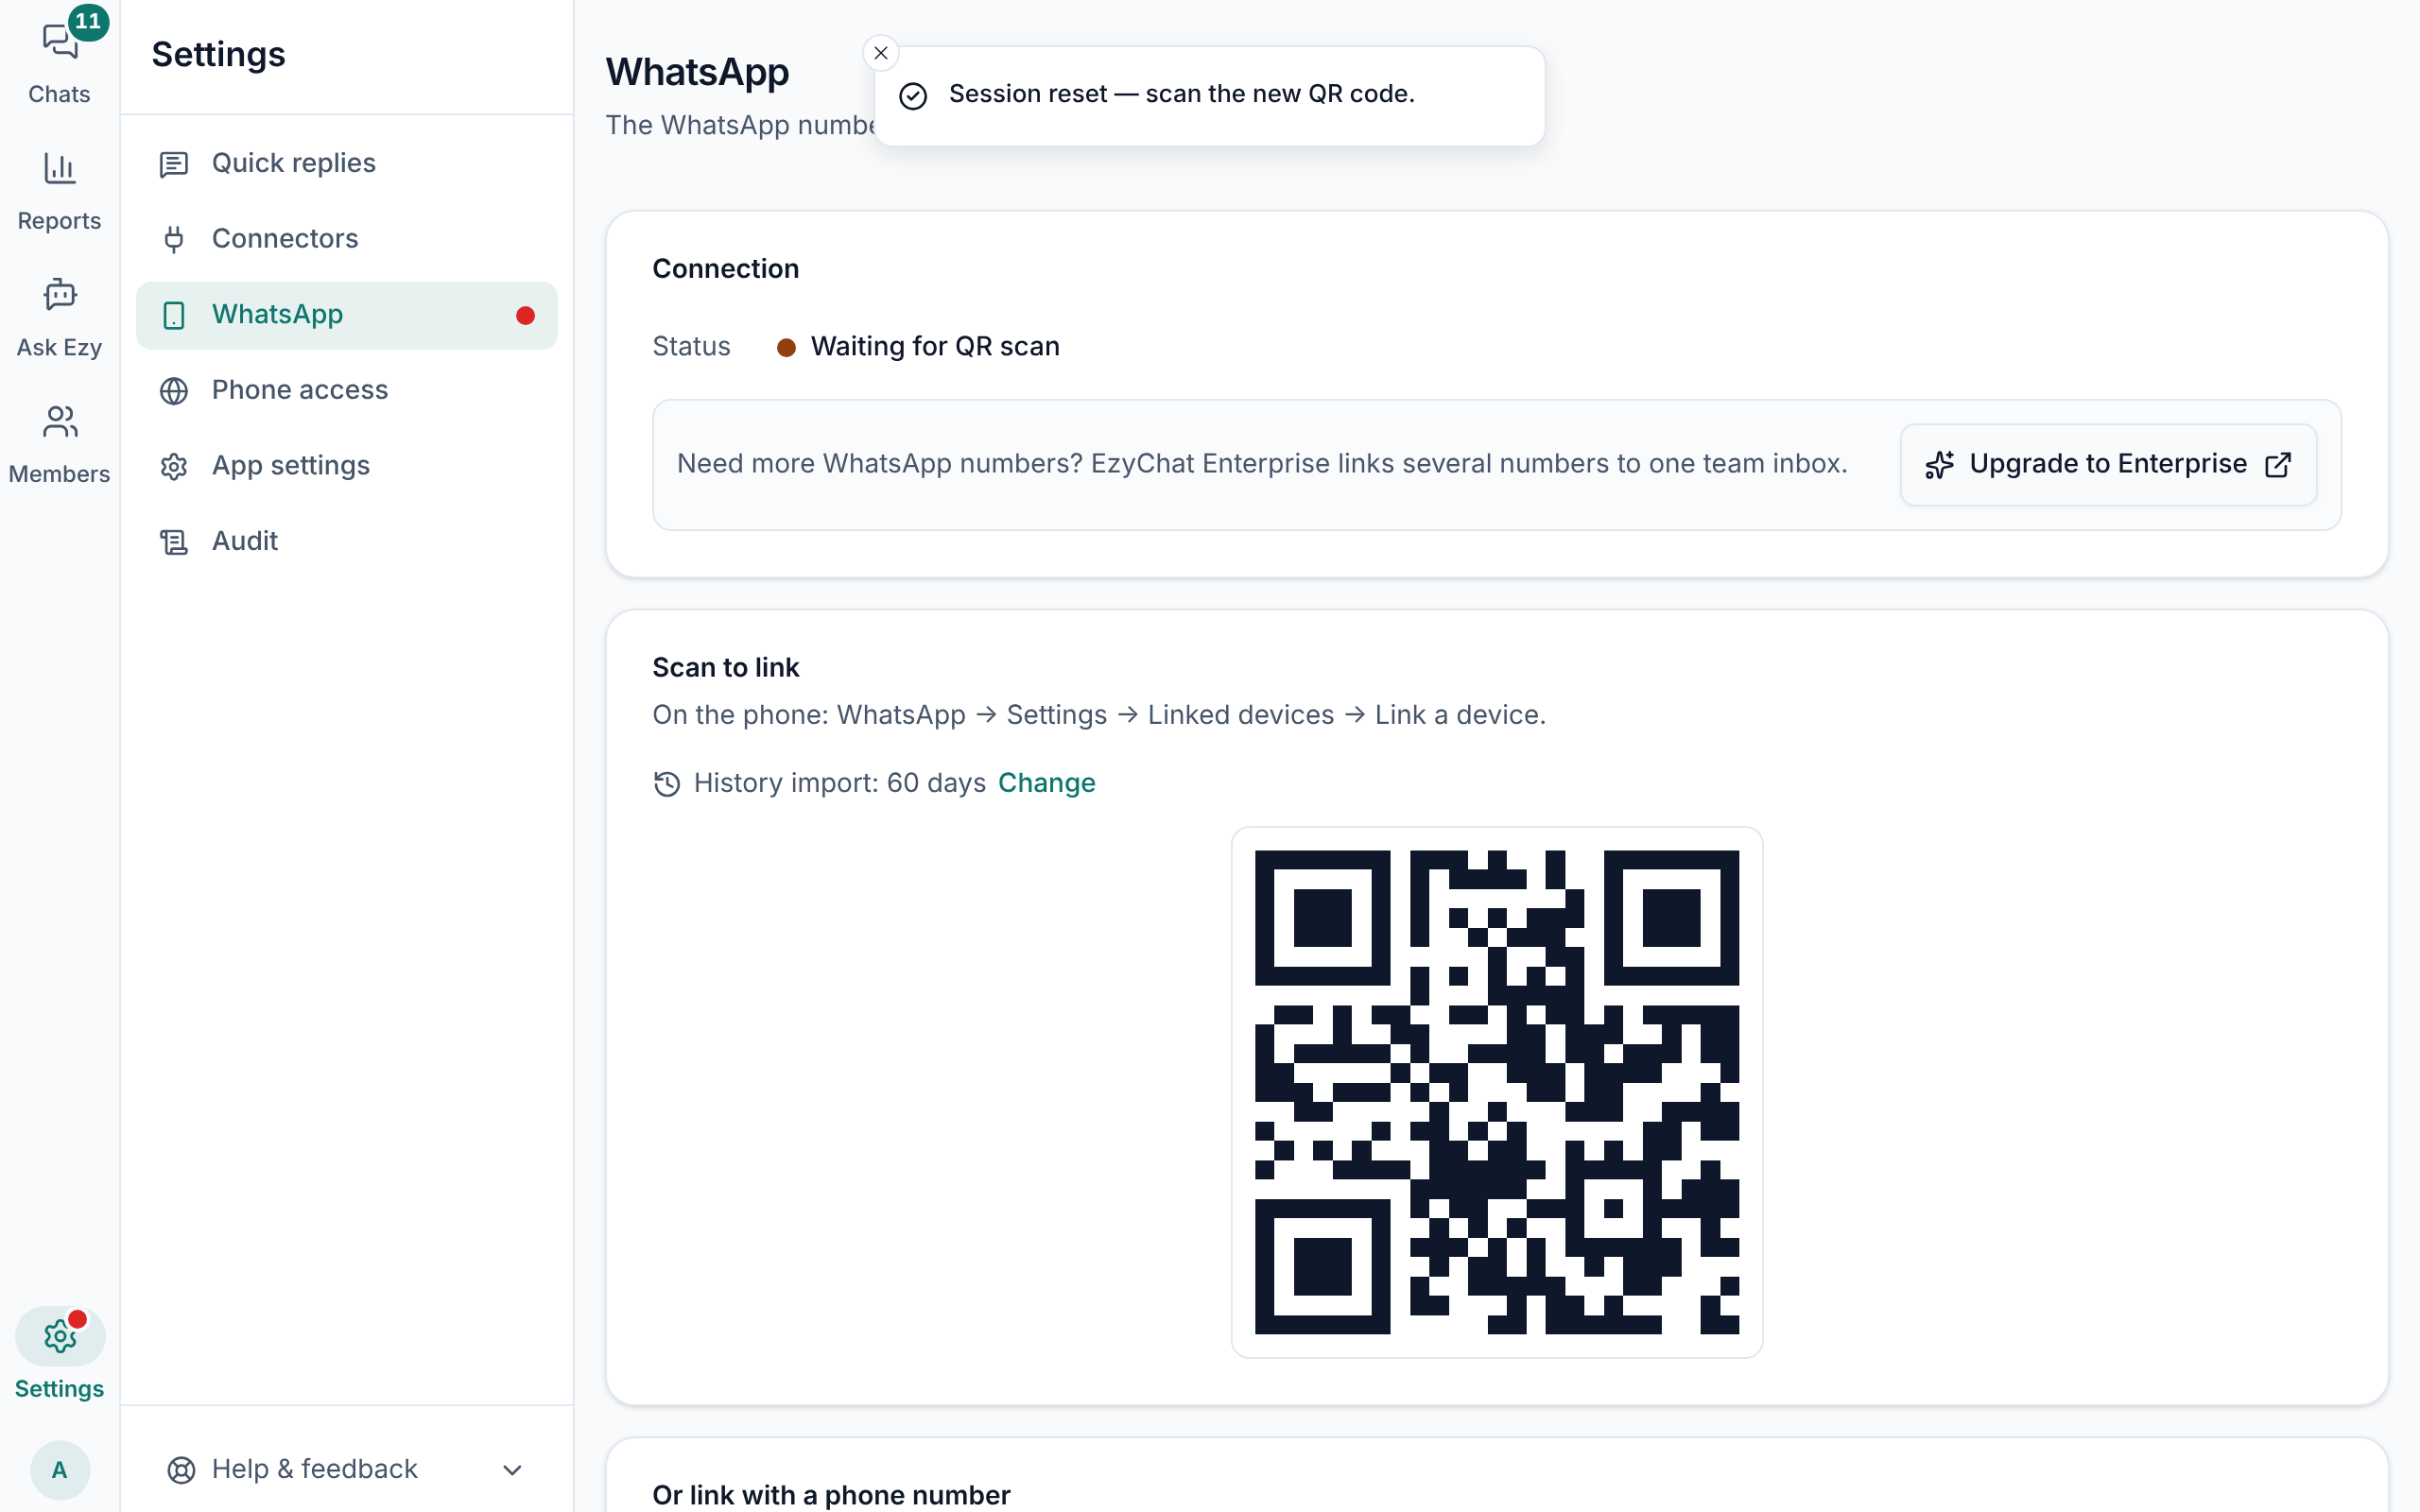 11
Chats
Reports
Ask Ezy
Members
Settings
A
Settings
Quick replies
Connectors
WhatsApp
Phone access
App settings
Audit
Help & feedback
WhatsApp
The WhatsApp
Session reset — scan the new QR code.
Connection
Status Waiting for QR scan
Need more WhatsApp numbers? EzyChat Enterprise links several numbers to one team inbox.
Upgrade to Enterprise
Scan to link
On the phone: WhatsApp → Settings → Linked devices → Link a device.
History import: 60 days Change
Or link with a phone number